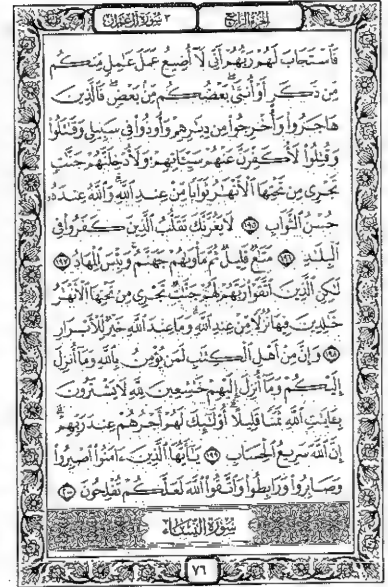 الجزء الرابع ٣ سورة آل عمران
فَٱسْتَجَابَ لَهُمْ رَبُّهُمْ أَنِّى لَآ أُضِيعُ عَمَلَ عَٰمِلٍ مِّنكُم
مِّن ذَكَرٍ أَوْ أُنثَىٰ بَعْضُكُم مِّنۢ بَعْضٍ فَٱلَّذِينَ
هَاجَرُوا۟ وَأُخْرِجُوا۟ مِن دِيَٰرِهِمْ وَأُوذُوا۟ فِى سَبِيلِى وَقَٰتَلُوا۟
وَقُتِلُوا۟ لَأُكَفِّرَنَّ عَنْهُمْ سَيِّـَٔاتِهِمْ وَلَأُدْخِلَنَّهُمْ جَنَّٰتٍ
تَجْرِى مِن تَحْتِهَا ٱلْأَنْهَٰرُ ثَوَابًا مِّنْ عِندِ ٱللَّهِ وَٱللَّهُ عِندَهُۥ
حُسْنُ ٱلثَّوَابِ ١٩٥ لَا يَغُرَّنَّكَ تَقَلُّبُ ٱلَّذِينَ كَفَرُوا۟ فِى
ٱلْبِلَٰدِ ١٩٦ مَتَٰعٌ قَلِيلٌ ثُمَّ مَأْوَىٰهُمْ جَهَنَّمُ وَبِئْسَ ٱلْمِهَادُ ١٩٧
لَٰكِنِ ٱلَّذِينَ ٱتَّقَوْا۟ رَبَّهُمْ لَهُمْ جَنَّٰتٌ تَجْرِى مِن تَحْتِهَا ٱلْأَنْهَٰرُ
خَٰلِدِينَ فِيهَا نُزُلًا مِّنْ عِندِ ٱللَّهِ وَمَا عِندَ ٱللَّهِ خَيْرٌ لِّلْأَبْرَارِ
١٩٨ وَإِنَّ مِنْ أَهْلِ ٱلْكِتَٰبِ لَمَن يُؤْمِنُ بِٱللَّهِ وَمَآ أُنزِلَ
إِلَيْكُمْ وَمَآ أُنزِلَ إِلَيْهِمْ خَٰشِعِينَ لِلَّهِ لَا يَشْتَرُونَ
بِـَٔايَٰتِ ٱللَّهِ ثَمَنًا قَلِيلًا أُو۟لَٰٓئِكَ لَهُمْ أَجْرُهُمْ عِندَ رَبِّهِمْ
إِنَّ ٱللَّهَ سَرِيعُ ٱلْحِسَابِ ١٩٩ يَٰٓأَيُّهَا ٱلَّذِينَ ءَامَنُوا۟ ٱصْبِرُوا۟
وَصَابِرُوا۟ وَرَابِطُوا۟ وَٱتَّقُوا۟ ٱللَّهَ لَعَلَّكُمْ تُفْلِحُونَ ٢٠٠
سورة النساء
٧٦